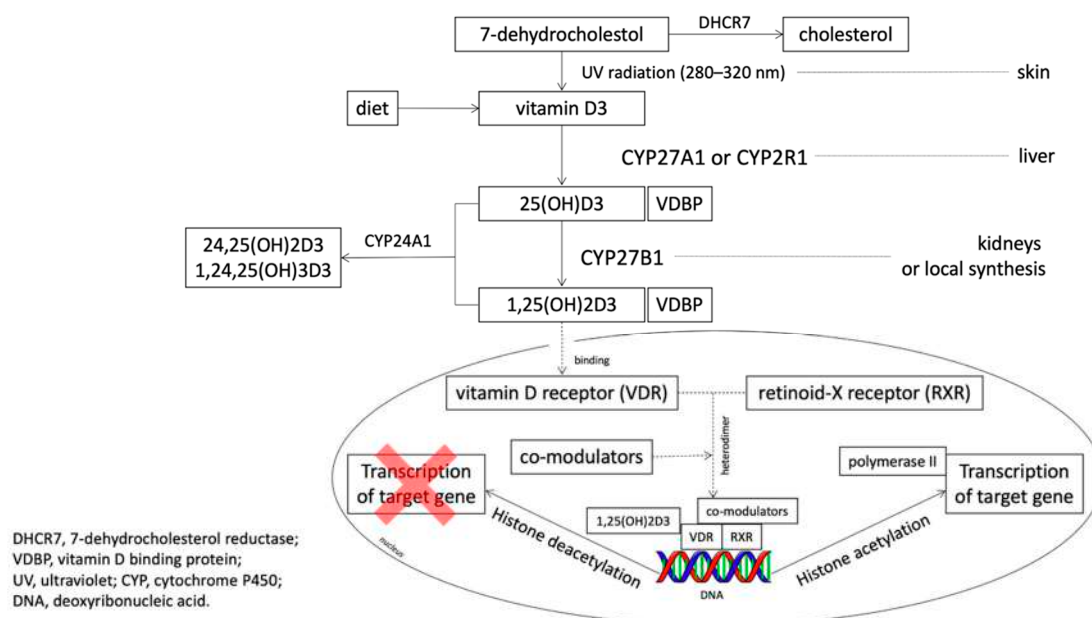 7-dehydrocholestol
DHCR7
cholesterol
UV radiation (280–320 nm)
skin
diet
vitamin D3
CYP27A1 or CYP2R1
liver
25(OH)D3
VDBP
24,25(OH)2D3
1,24,25(OH)3D3
CYP24A1
CYP27B1
kidneys
or local synthesis
1,25(OH)2D3
VDBP
binding
vitamin D receptor (VDR)
retinoid-X receptor (RXR)
heterodimer
co-modulators
polymerase II
Transcription
of target gene
Transcription
of target gene
co-modulators
1,25(OH)2D3
VDR
RXR
Histone deacetylation
Histone acetylation
nucleus
DNA
DHCR7, 7-dehydrocholesterol reductase;
VDBP, vitamin D binding protein;
UV, ultraviolet; CYP, cytochrome P450;
DNA, deoxyribonucleic acid.